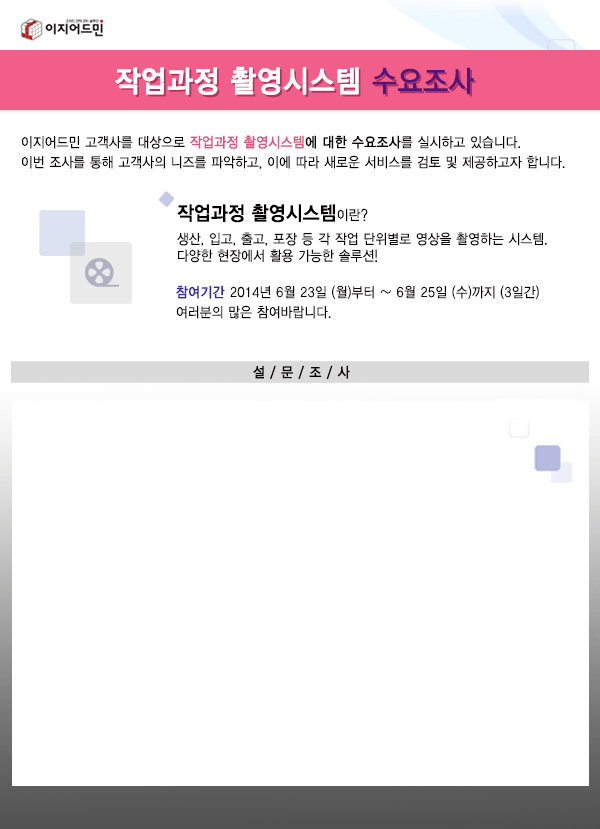 이지어드민
작업과정 촬영시스템 수요조사
이지어드민 고객사를 대상으로 작업과정 촬영시스템에 대한 수요조사를 실시하고 있습니다.
이번 조사를 통해 고객사의 니즈를 파악하고, 이에 따라 새로운 서비스를 검토 및 제공하고자 합니다.
작업과정 촬영시스템이란?
생산, 입고, 출고, 포장 등 각 작업 단위별로 영상을 촬영하는 시스템.
다양한 현장에서 활용 가능한 솔루션!
참여기간 2014년 6월 23일 (월)부터 ~ 6월 25일 (수)까지 (3일간)
여러분의 많은 참여바랍니다.
설 / 문 / 조 / 사